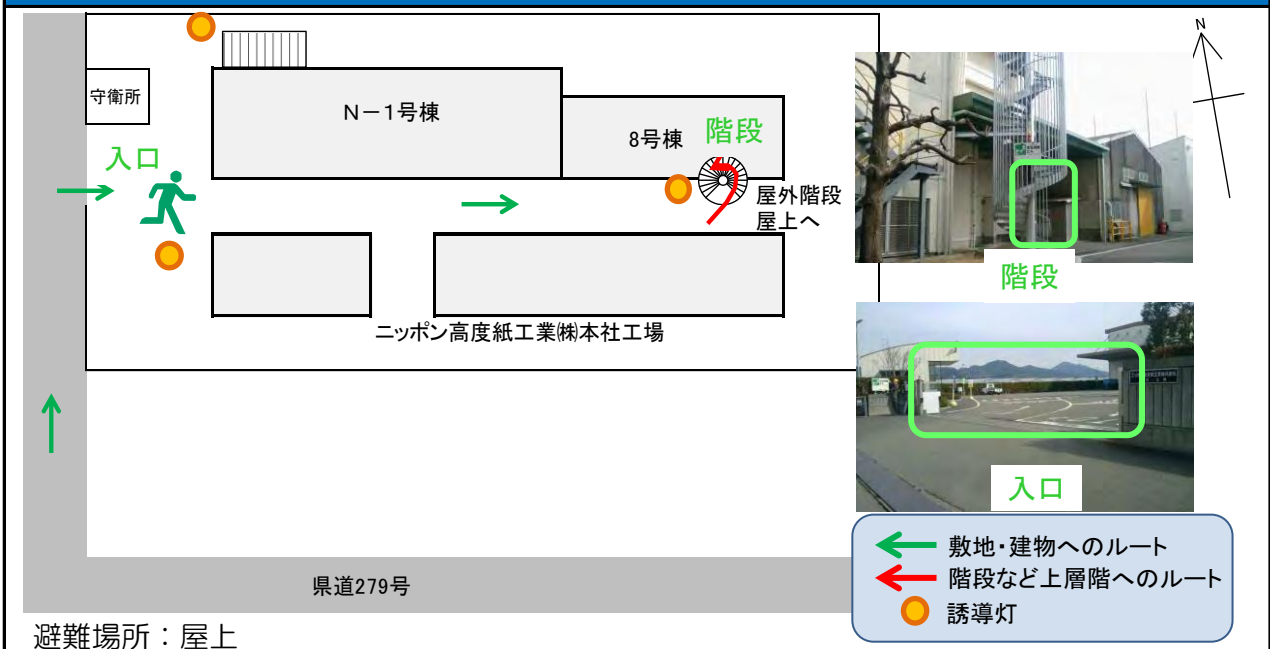 N
守衛所
N－1号棟
8号棟
階段
入口
屋外階段
屋上へ
階段
ニッポン高度紙工業㈱本社工場
入口
県道279号
敷地・建物へのルート
階段など上層階へのルート
誘導灯
避難場所：屋上